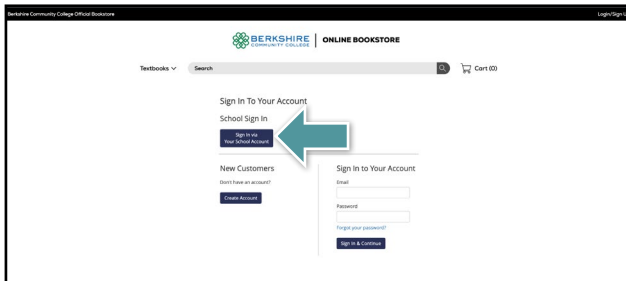 Berkshire Community College Official Bookstore
Login/Sign-U
BERKSHIRE
COMMUNITY COLLEGE
ONLINE BOOKSTORE
Textbooks
Search
Cart (0)
Sign In To Your Account
School Sign In
Sign In via
Your School Account
New Customers
Don't have an account?
Create Account
Sign In to Your Account
Email
Password
Forgot your password?
Sign In & Continue